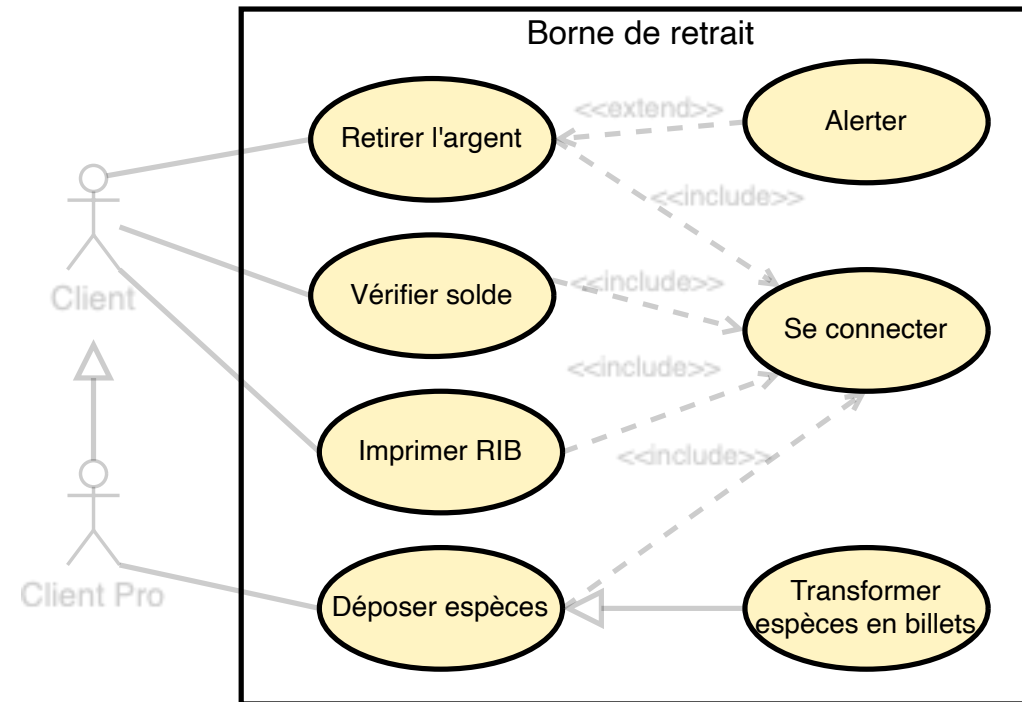 Borne de retrait
Retirer l'argent
<<extend>>
Alerter
<<include>>
Client
Vérifier solde
<<include>>
Se connecter
<<include>>
Imprimer RIB
<<include>>
Client Pro
Déposer espèces
Transformer
espèces en billets